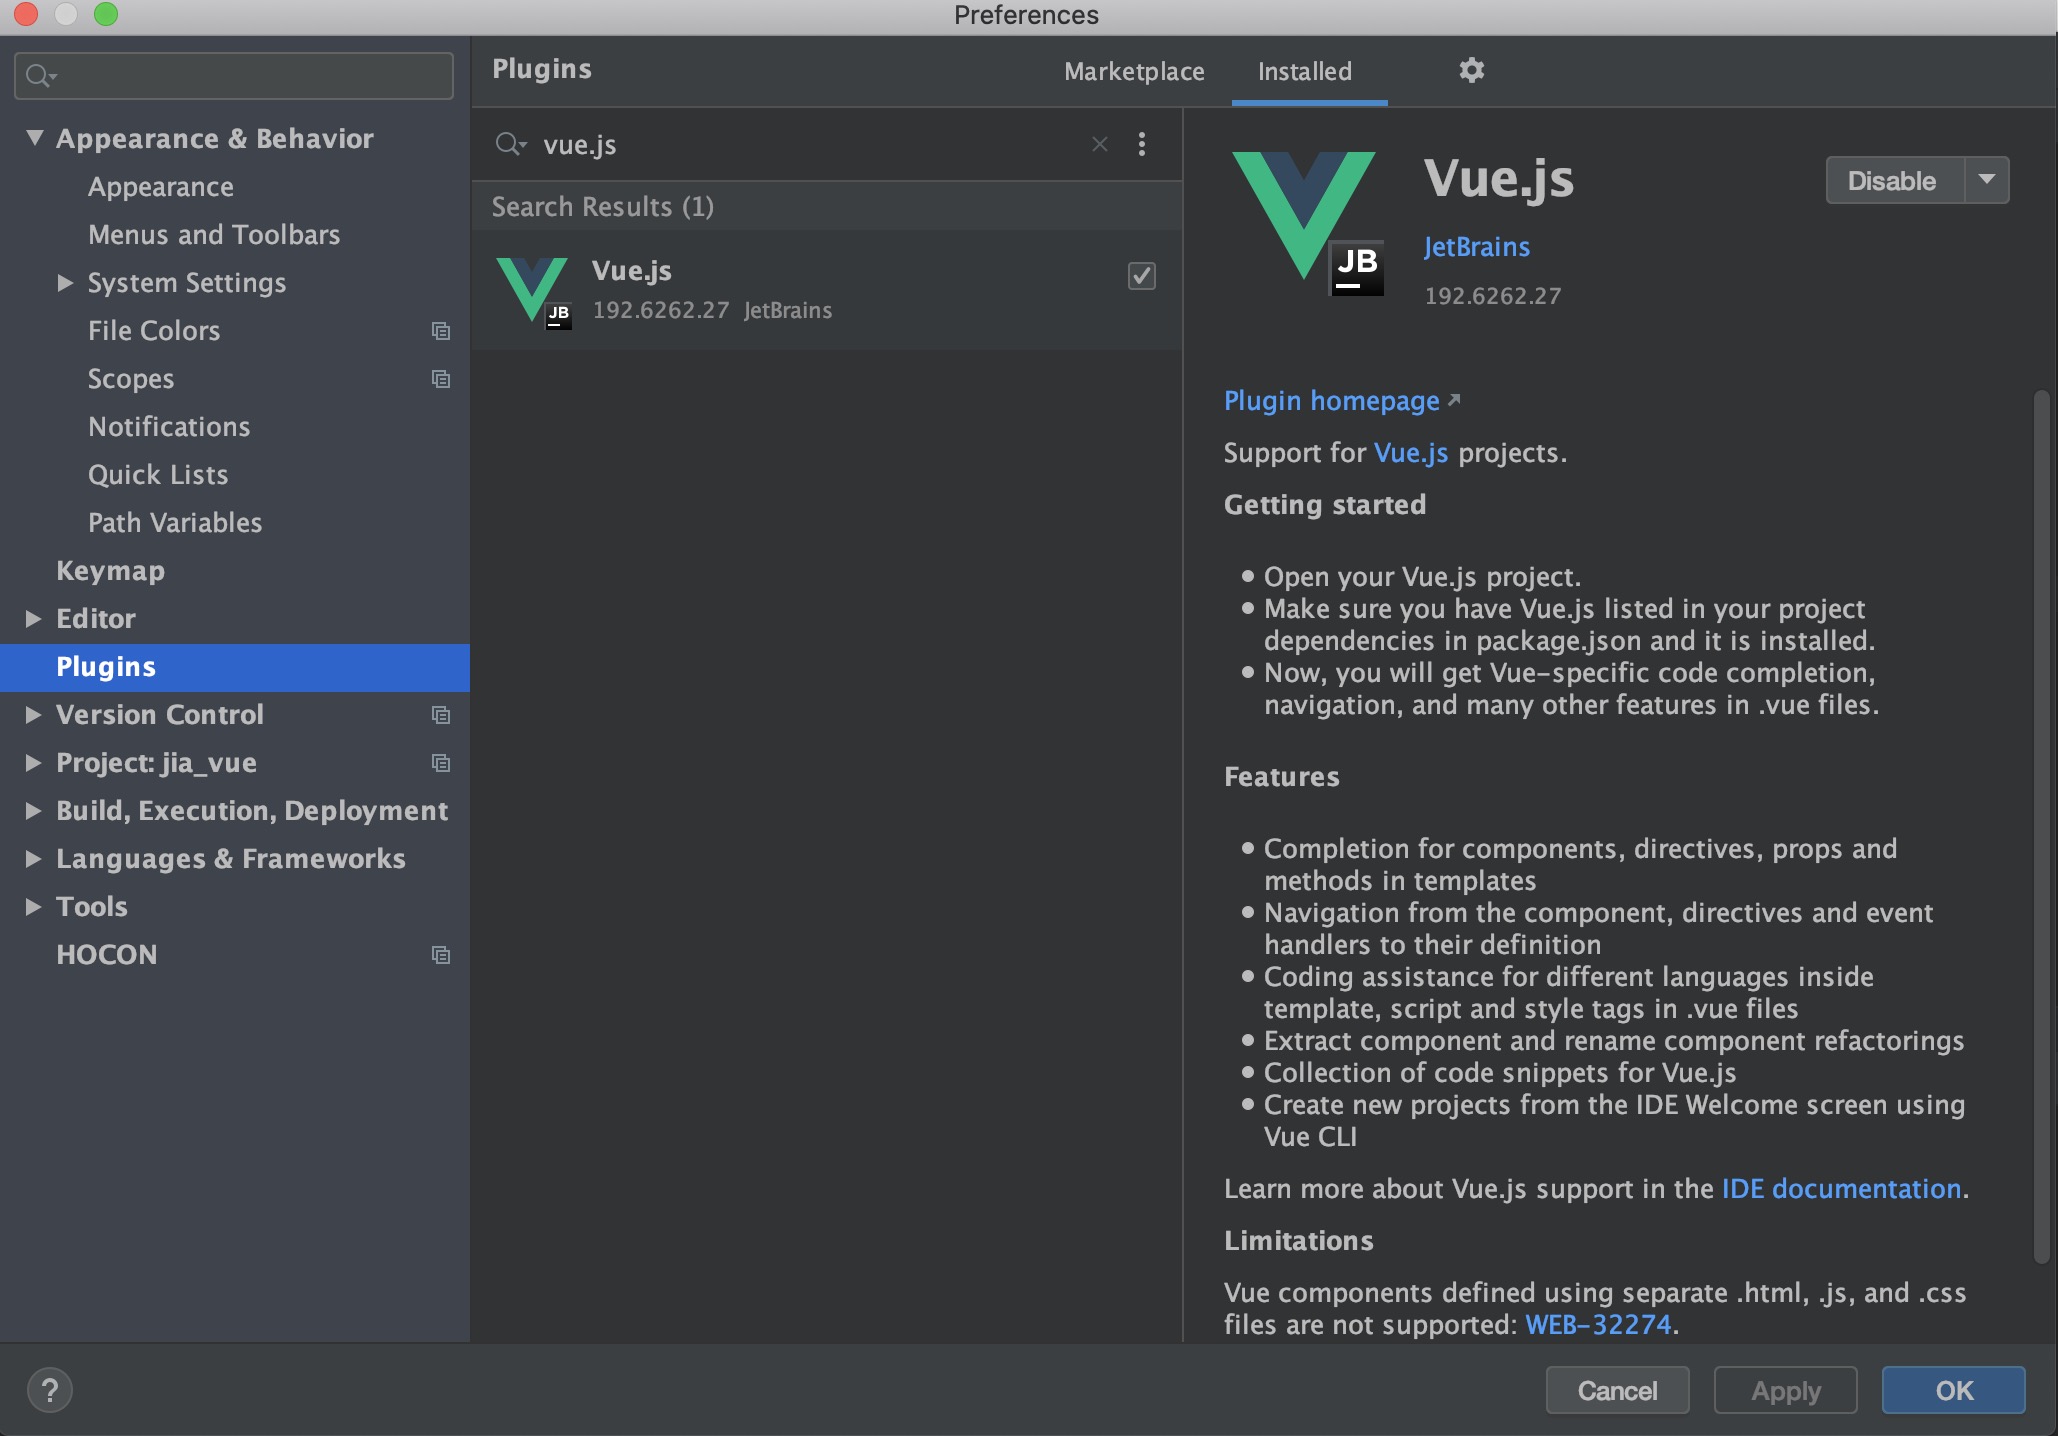 Preferences
Appearance & Behavior
Appearance
Menus and Toolbars
System Settings
File Colors
Scopes
Notifications
Quick Lists
Path Variables
Keymap
Editor
Plugins
Version Control
Project: jia_vue
Build, Execution, Deployment
Languages & Frameworks
Tools
HOCON
Plugins
Marketplace
Installed
vue.js
Search Results (1)
Vue.js
192.6262.27 JetBrains
JB
Vue.js
JetBrains
192.6262.27
JB
Disable
Plugin homepage
Support for Vue.js projects.
Getting started
Open your Vue.js project.
Make sure you have Vue.js listed in your project
dependencies in package.json and it is installed.
Now, you will get Vue-specific code completion,
navigation, and many other features in .vue files.
Features
Completion for components, directives, props and
methods in templates
Navigation from the component, directives and event
handlers to their definition
Coding assistance for different languages inside
template, script and style tags in .vue files
Extract component and rename component refactorings
Collection of code snippets for Vue.js
Create new projects from the IDE Welcome screen using
Vue CLI
Learn more about Vue.js support in the IDE documentation.
Limitations
Vue components defined using separate .html, .js, and .css
files are not supported: WEB-32274.
?
Cancel
Apply
OK